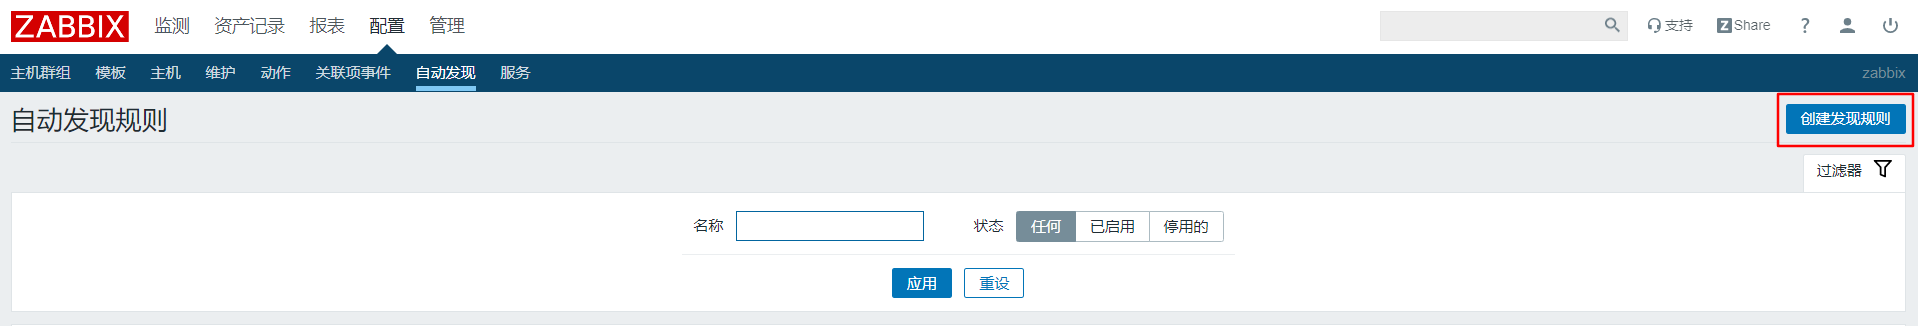 ZABBIX 监测 资产记录 报表 配置 管理 支持 Z Share ?
主机群组 模板 主机 维护 动作 关联项事件 自动发现 服务 zabbix
自动发现规则 创建发现规则
过滤器
名称 状态 任何 已启用 停用的
应用 重设